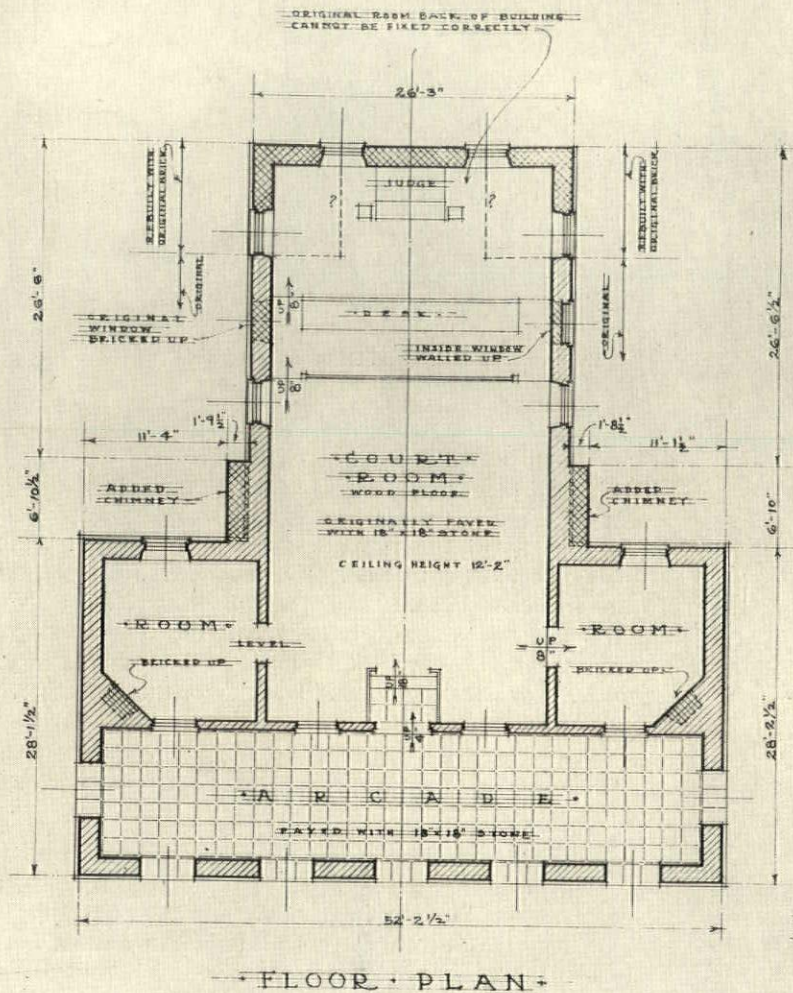 ORIGINAL ROOM BACK OF BUILDING
CANNOT BE FIXED CORRECTLY
26'-3"
REBUILT WITH
ORIGINAL BRICK
ORIGINAL
REBUILT WITH
ORIGINAL BRICK
ORIGINAL
JUDGE
?
?
26'-8"
26'-6½"
ORIGINAL
WINDOW
BRICKED UP
UP
8"
DESK
INSIDE WINDOW
WALLED UP
UP
8"
11'-4"
1'-9½"
1'-8½"
11'-1½"
·COURT·
·ROOM·
WOOD FLOOR
ORIGINALLY PAVED
WITH 18"x18" STONE
CEILING HEIGHT 12'-2"
6'-10½"
6'-10"
ADDED
CHIMNEY
ADDED
CHIMNEY
·ROOM·
LEVEL
UP
8"
·ROOM·
BRICKED UP
BRICKED UP
UP
8"
UP
4"
28'-1½"
28'-2½"
·ARCADE·
PAVED WITH 18"x18" STONE
52'-2½"
·FLOOR·PLAN·